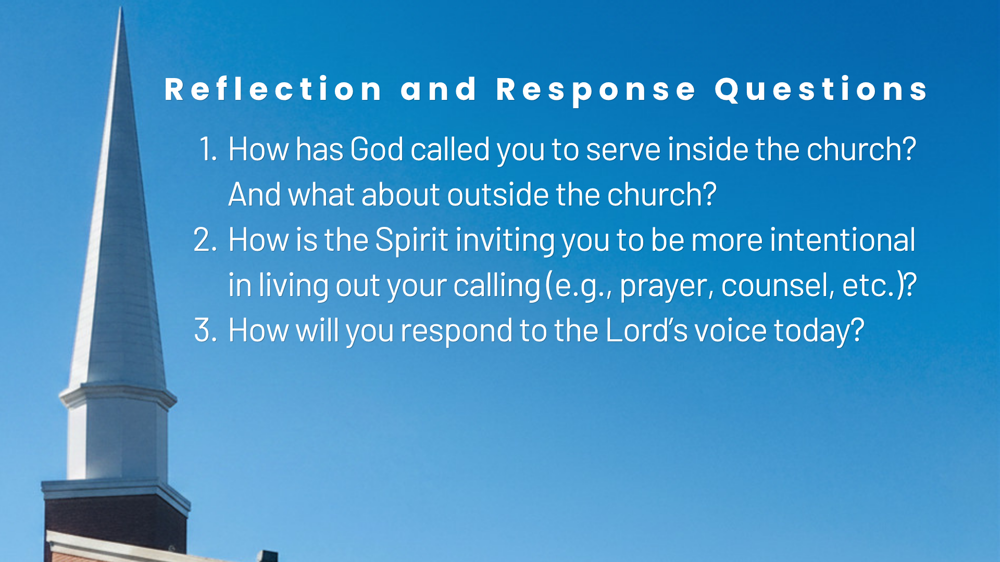 Reflection and Response Questions
1. How has God called you to serve inside the church?
And what about outside the church?
2. How is the Spirit inviting you to be more intentional
in living out your calling (e.g., prayer, counsel, etc.)?
3. How will you respond to the Lord's voice today?